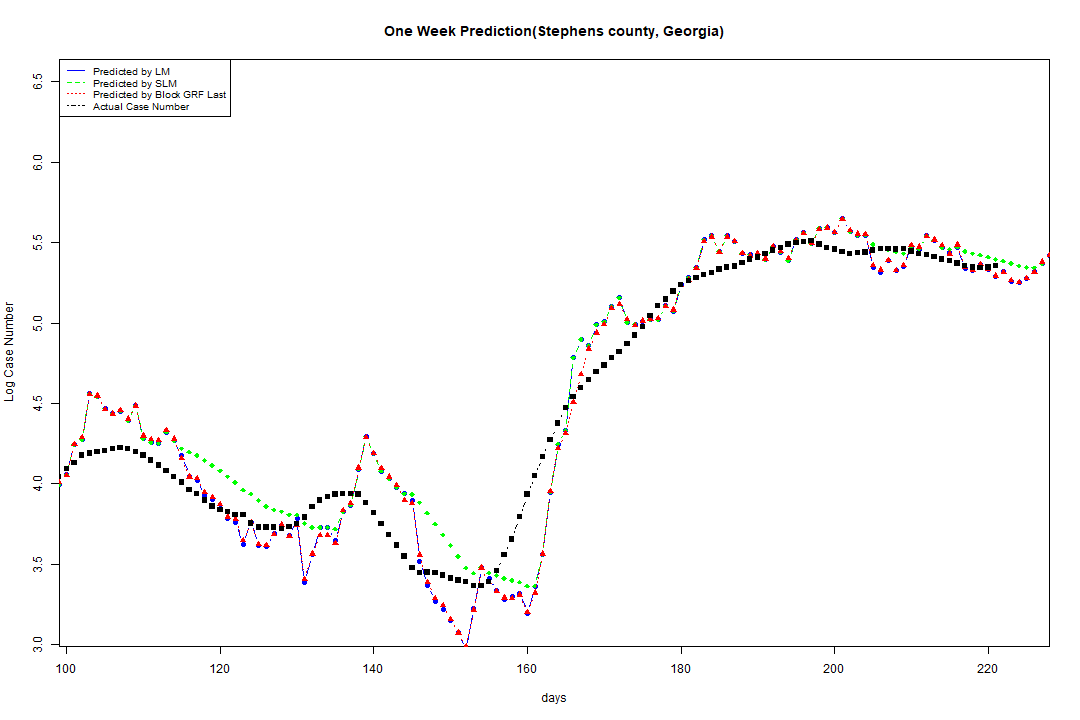 One Week Prediction(Stephens county, Georgia)
Predicted by LM
Predicted by SLM
Predicted by Block GRF Last
Actual Case Number
6.5
6.0
5.5
5.0
4.5
4.0
3.5
3.0
Log Case Number
100 120 140 160 180 200 220
days